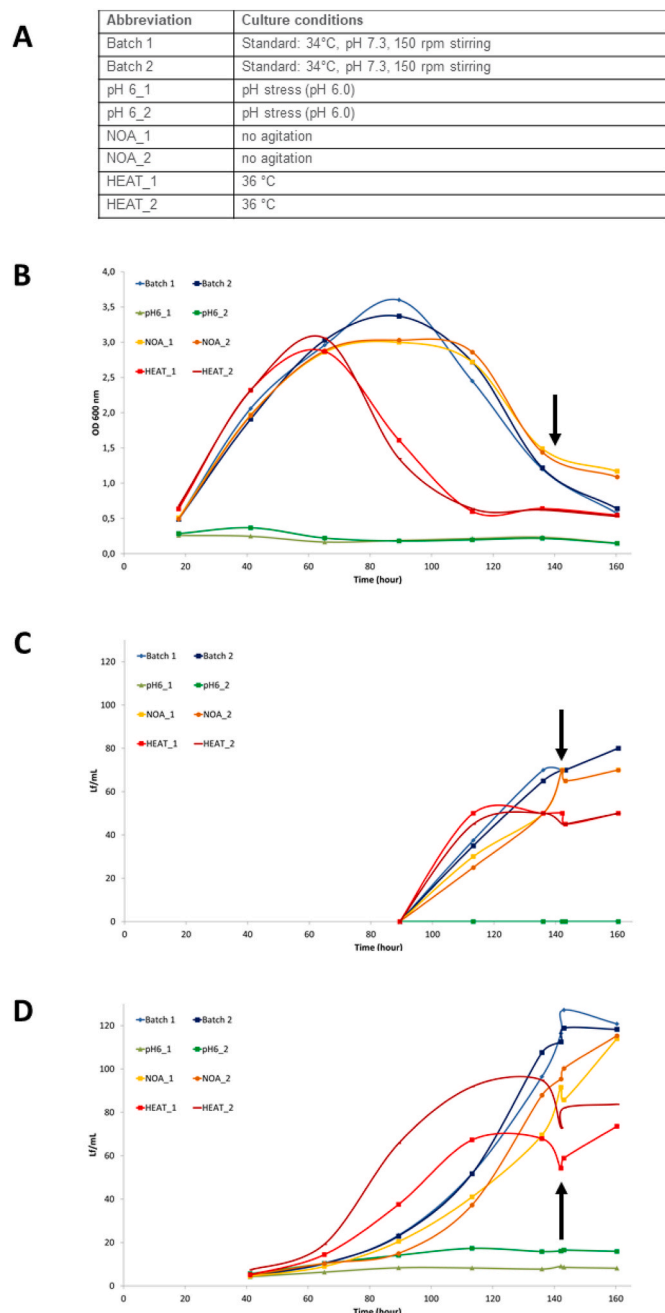 A
Abbreviation Culture conditions
Batch 1 Standard: 34°C, pH 7.3, 150 rpm stirring
Batch 2 Standard: 34°C, pH 7.3, 150 rpm stirring
pH 6_1 pH stress (pH 6.0)
pH 6_2 pH stress (pH 6.0)
NOA_1 no agitation
NOA_2 no agitation
HEAT_1 36 °C
HEAT_2 36 °C
B
4,0
3,5
3,0
2,5
2,0
1,5
1,0
0,5
0,0
OD 600 nm
Batch 1 Batch 2
pH6_1 pH6_2
NOA_1 NOA_2
HEAT_1 HEAT_2
0 20 40 60 80 100 120 140 160
Time (hour)
C
120
100
80
60
40
20
0
Lf/mL
Batch 1 Batch 2
pH6_1 pH6_2
NOA_1 NOA_2
HEAT_1 HEAT_2
0 20 40 60 80 100 120 140 160
Time (hour)
D
120
100
80
60
40
20
0
Lf/mL
Batch 1 Batch 2
pH6_1 pH6_2
NOA_1 NOA_2
HEAT_1 HEAT_2
0 20 40 60 80 100 120 140 160
Time (hour)